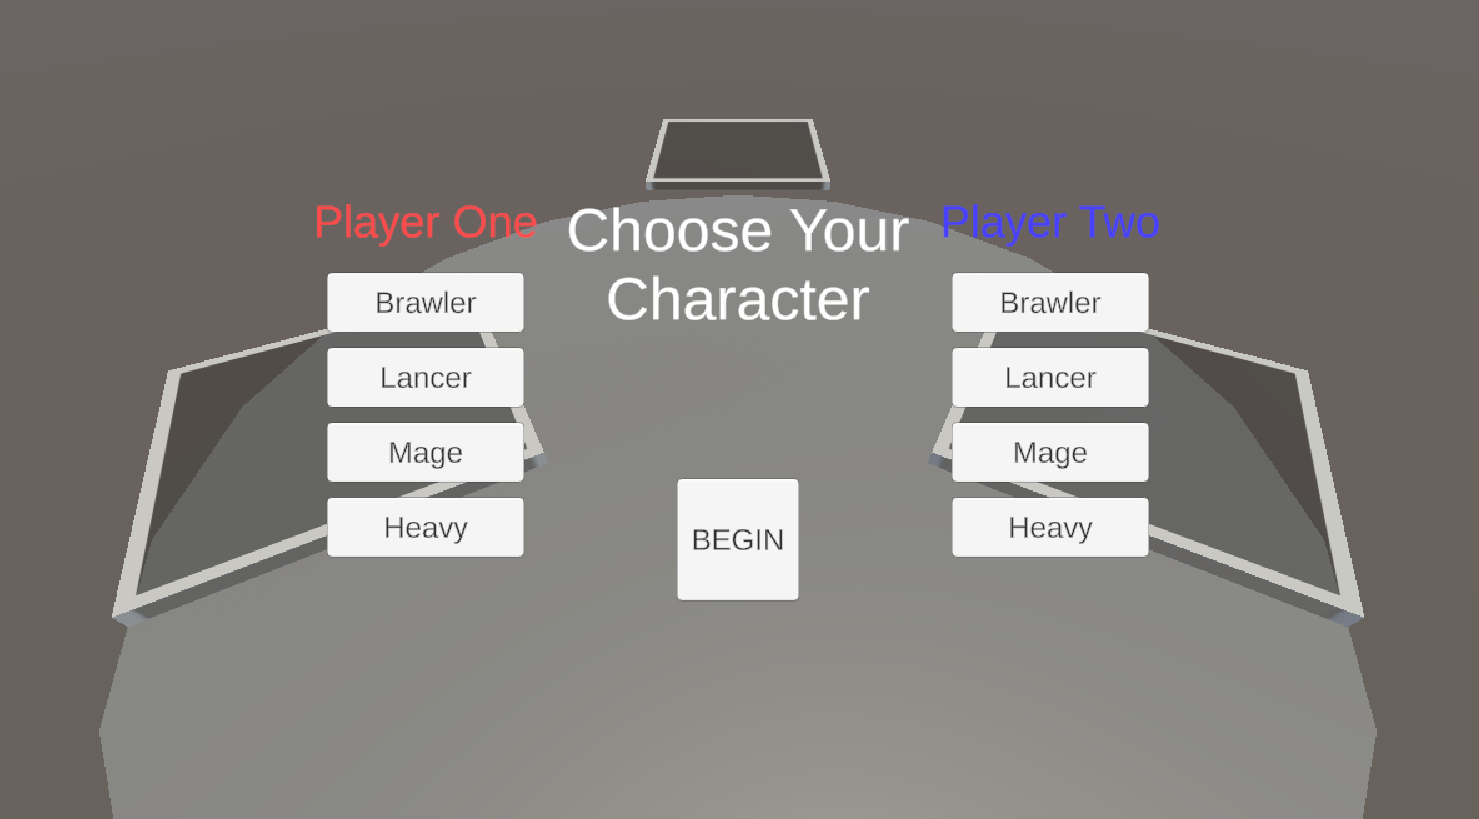 Player One
Choose Your
Character
Player Two
Brawler
Lancer
Mage
Heavy
Brawler
Lancer
Mage
Heavy
BEGIN